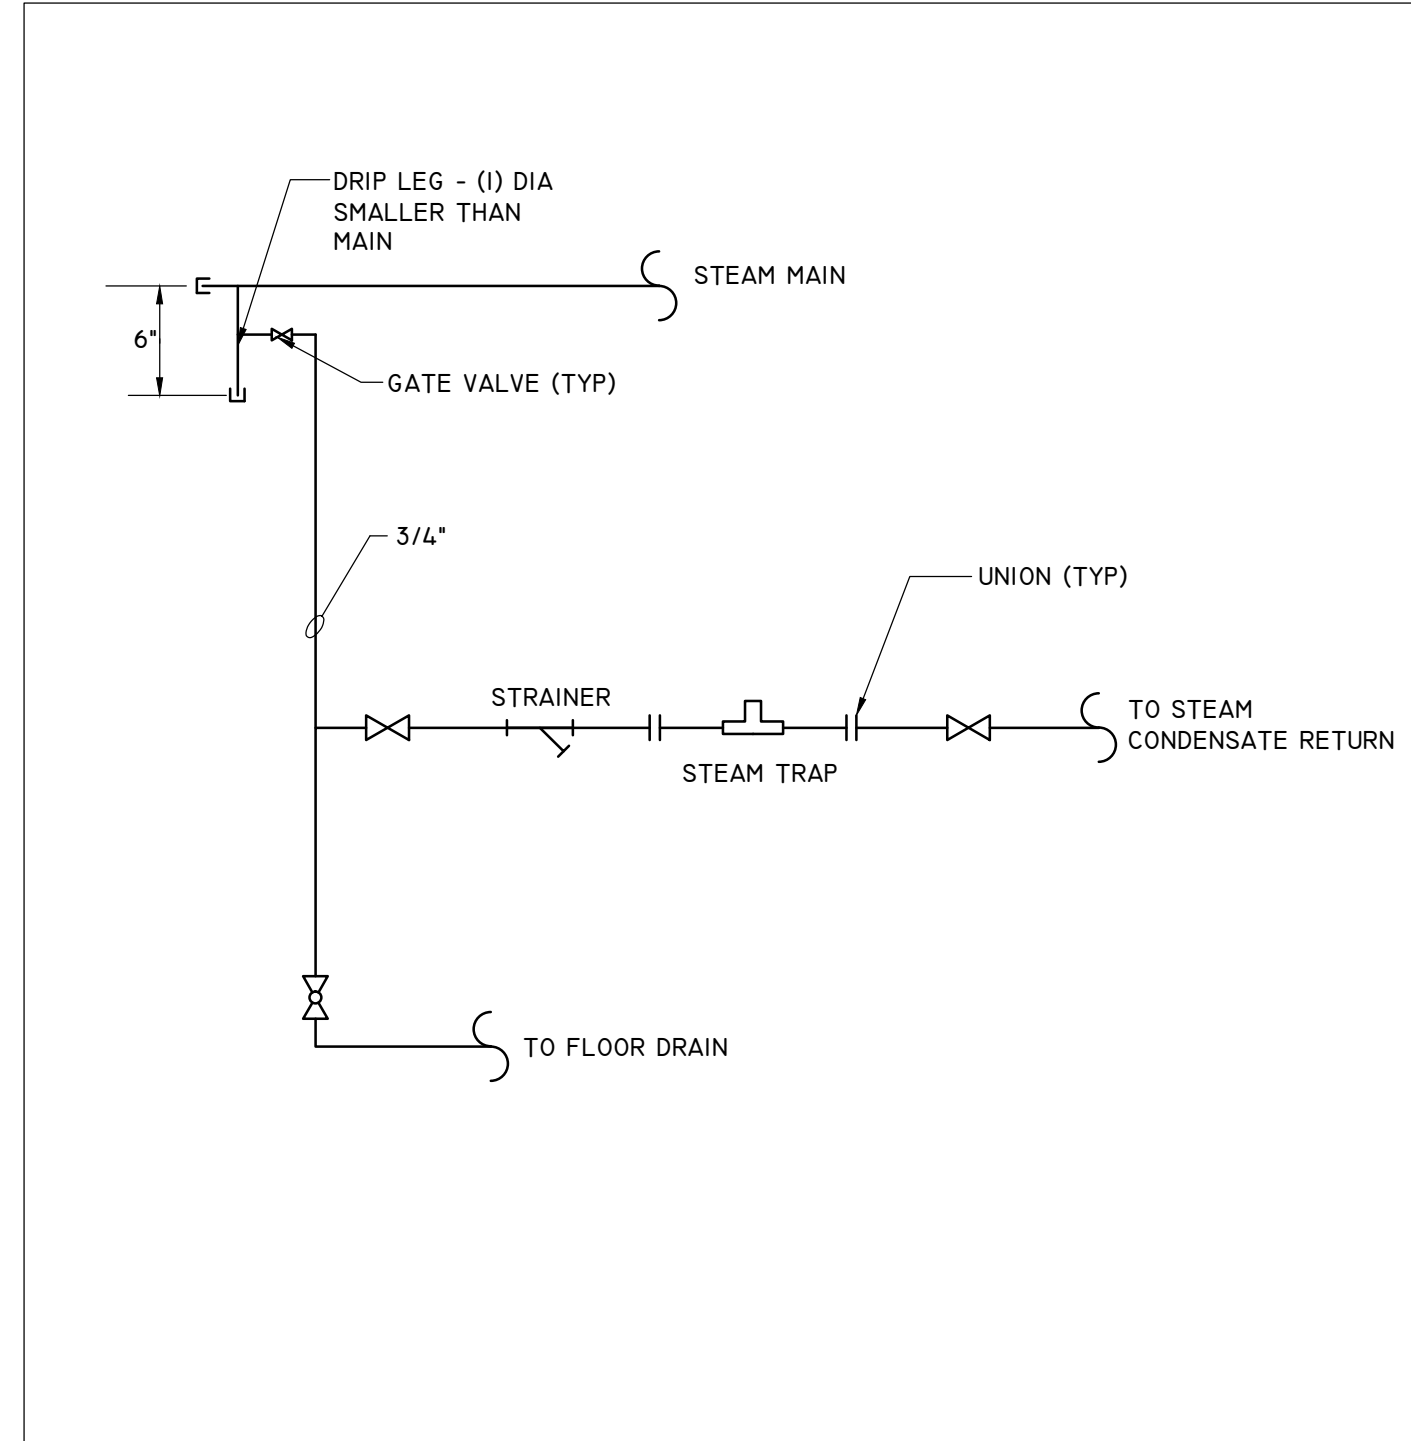 DRIP LEG - (1) DIA
SMALLER THAN
MAIN
STEAM MAIN
6"
GATE VALVE (TYP)
3/4"
UNION (TYP)
STRAINER
TO STEAM
CONDENSATE RETURN
STEAM TRAP
TO FLOOR DRAIN